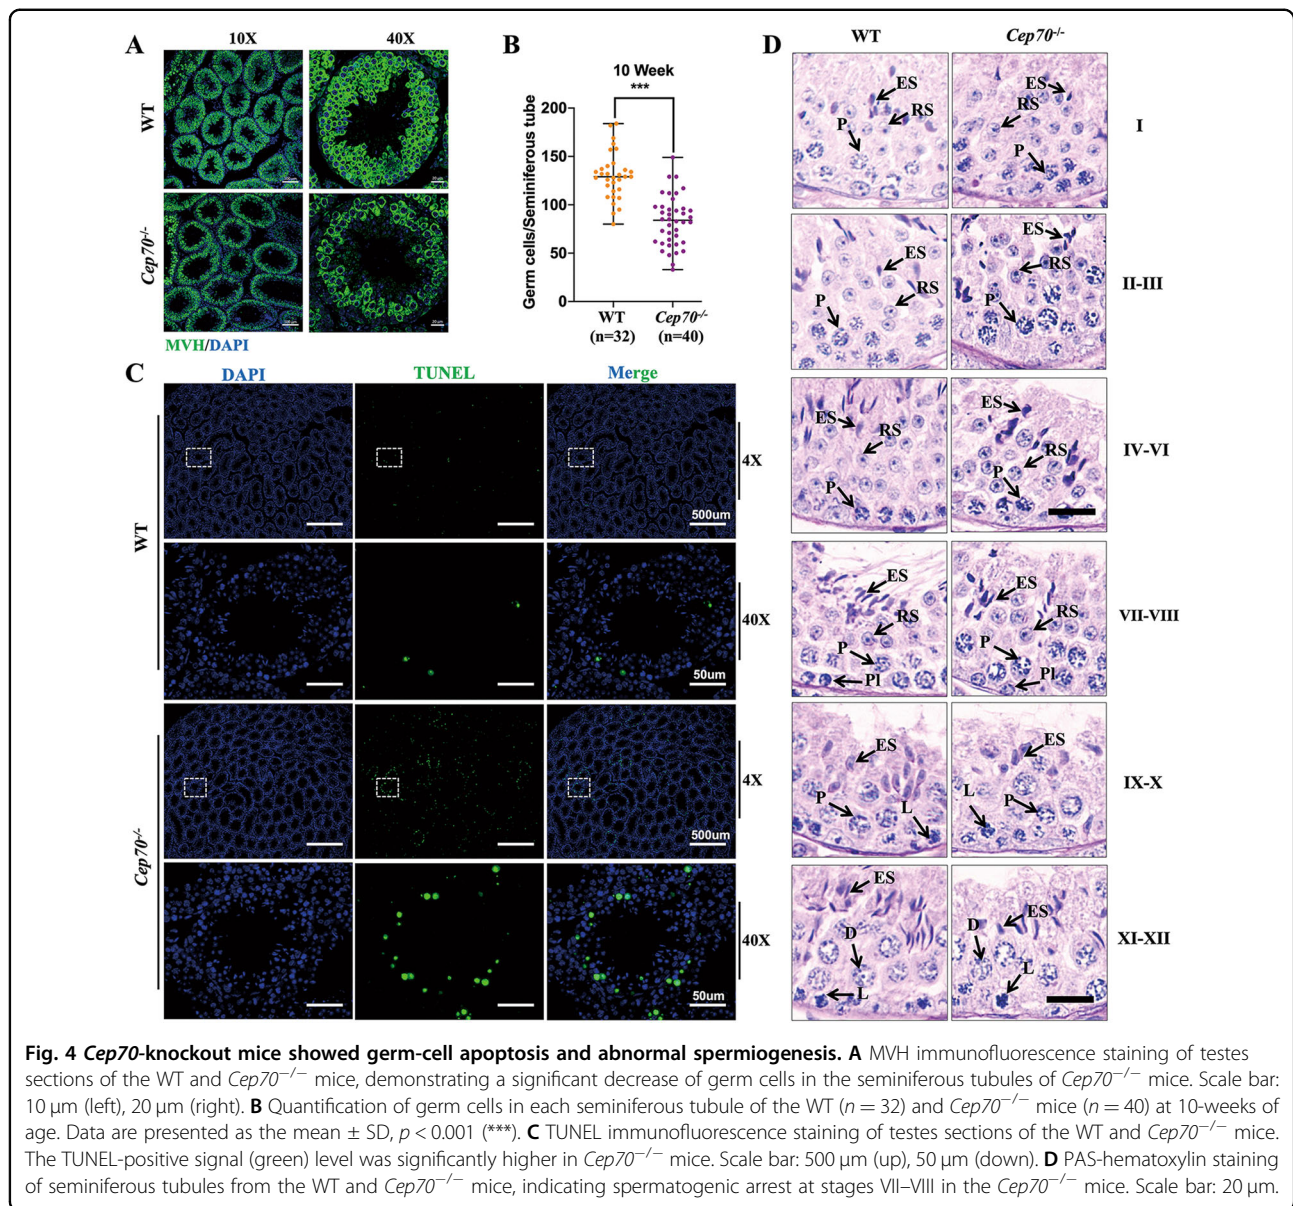 A
10X
40X
WT
Cep70-/-
MVH/DAPI
B
10 Week
***
Germ cells/Seminiferous tube
200
150
100
50
0
WT
(n=32)
Cep70-/-
(n=40)
C
DAPI
TUNEL
Merge
WT
4X
500um
40X
50um
Cep70-/-
4X
500um
40X
50um
D
WT
Cep70-/-
ES
RS
P
ES
RS
P
I
ES
RS
P
ES
RS
P
II-III
ES
RS
P
ES
RS
P
IV-VI
ES
RS
P
Pl
ES
RS
P
Pl
VII-VIII
ES
P
L
ES
L
P
IX-X
ES
D
L
ES
D
L
XI-XII
Fig. 4 Cep70-knockout mice showed germ-cell apoptosis and abnormal spermiogenesis. A MVH immunofluorescence staining of testes
sections of the WT and Cep70−/− mice, demonstrating a significant decrease of germ cells in the seminiferous tubules of Cep70−/− mice. Scale bar:
10 µm (left), 20 µm (right). B Quantification of germ cells in each seminiferous tubule of the WT (n = 32) and Cep70−/− mice (n = 40) at 10-weeks of
age. Data are presented as the mean ± SD, p < 0.001 (***). C TUNEL immunofluorescence staining of testes sections of the WT and Cep70−/− mice.
The TUNEL-positive signal (green) level was significantly higher in Cep70−/− mice. Scale bar: 500 µm (up), 50 µm (down). D PAS-hematoxylin staining
of seminiferous tubules from the WT and Cep70−/− mice, indicating spermatogenic arrest at stages VII–VIII in the Cep70−/− mice. Scale bar: 20 µm.